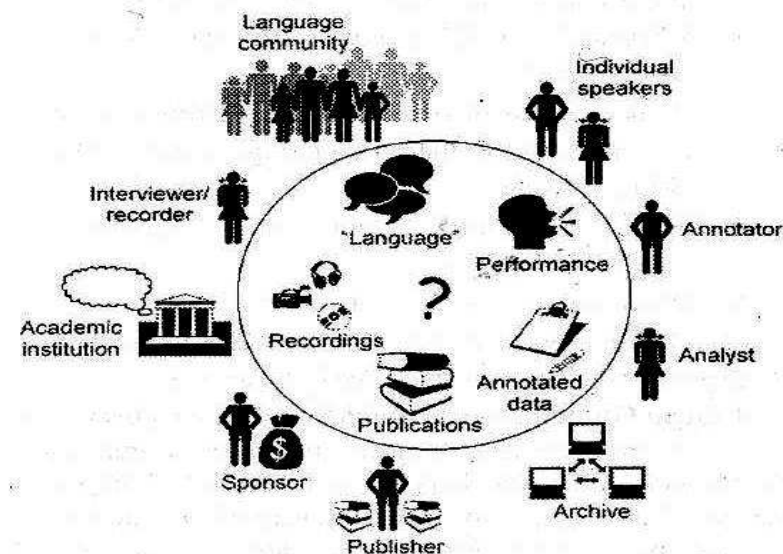 Language
community
Individual
speakers
Interviewer/
recorder
"Language"
Performance
Annotator
Academic
institution
Recordings
?
Annotated
data
Analyst
Publications
$
Sponsor
Publisher
Archive